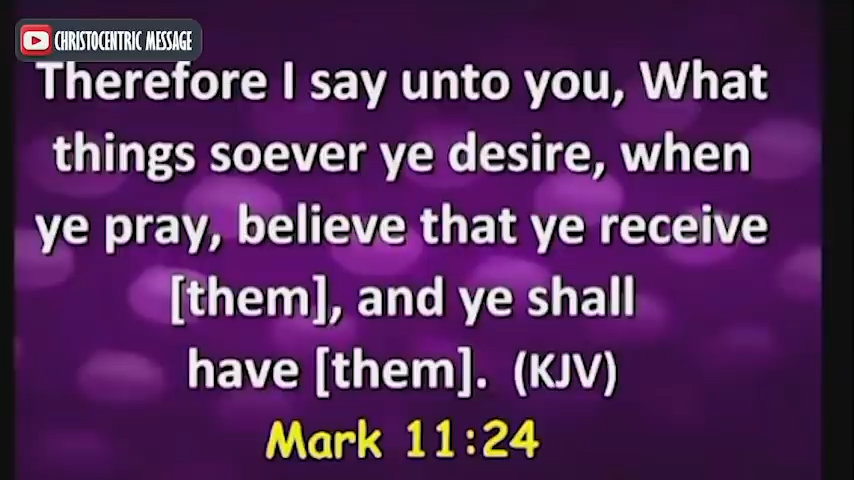 CHRISTOCENTRIC MESSAGE
Therefore I say unto you, What
things soever ye desire, when
ye pray, believe that ye receive
[them], and ye shall
have [them]. (KJV)
Mark 11:24